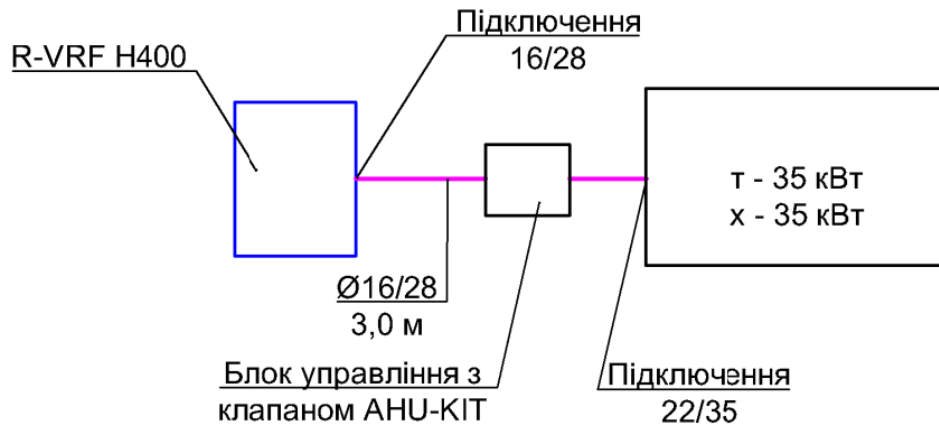 R-VRF H400
Підключення
16/28
т - 35 кВт
х - 35 кВт
Ø16/28
3,0 м
Блок управління з
клапаном AHU-KIT
Підключення
22/35